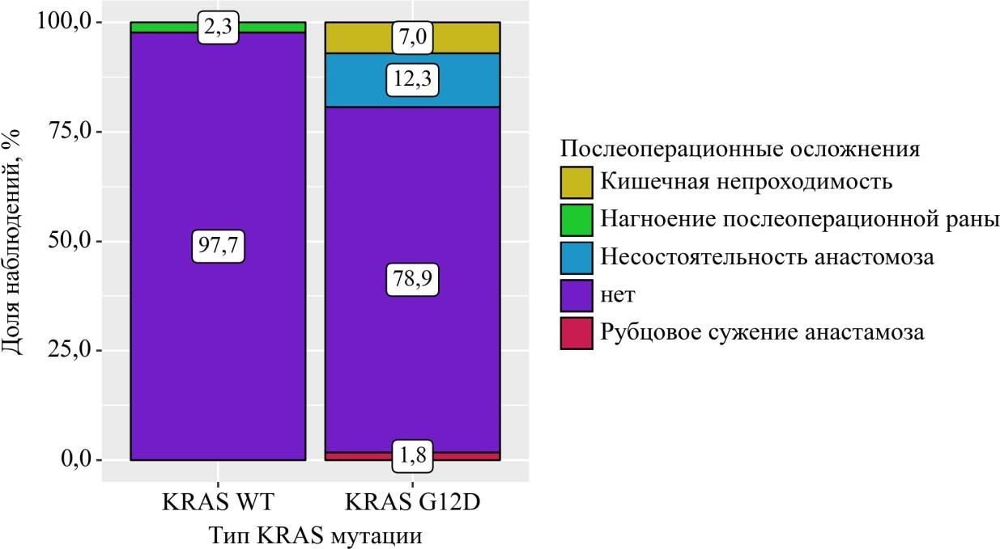 Доля наблюдений, %
100,0
75,0
50,0
25,0
0,0
2,3
97,7
7,0
12,3
78,9
1,8
KRAS WT
KRAS G12D
Тип KRAS мутации
Послеоперационные осложнения
Кишечная непроходимость
Нагноение послеоперационной раны
Несостоятельность анастомоза
нет
Рубцовое сужение анастамоза